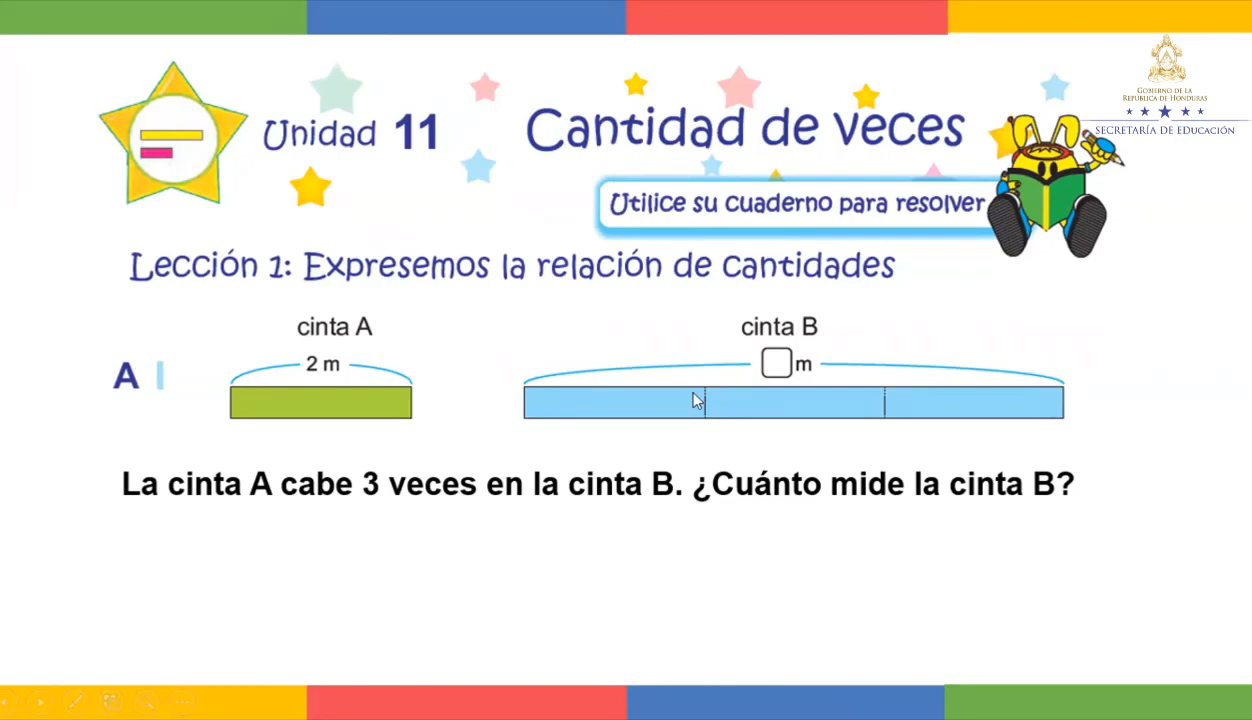 GOBIERNO DE LA
REPÚBLICA DE HONDURAS
SECRETARÍA DE EDUCACIÓN
Unidad 11
Cantidad de veces
Utilice su cuaderno para resolver
Lección 1: Expresemos la relación de cantidades
cinta A
cinta B
A
2 m
m
La cinta A cabe 3 veces en la cinta B. ¿Cuánto mide la cinta B?